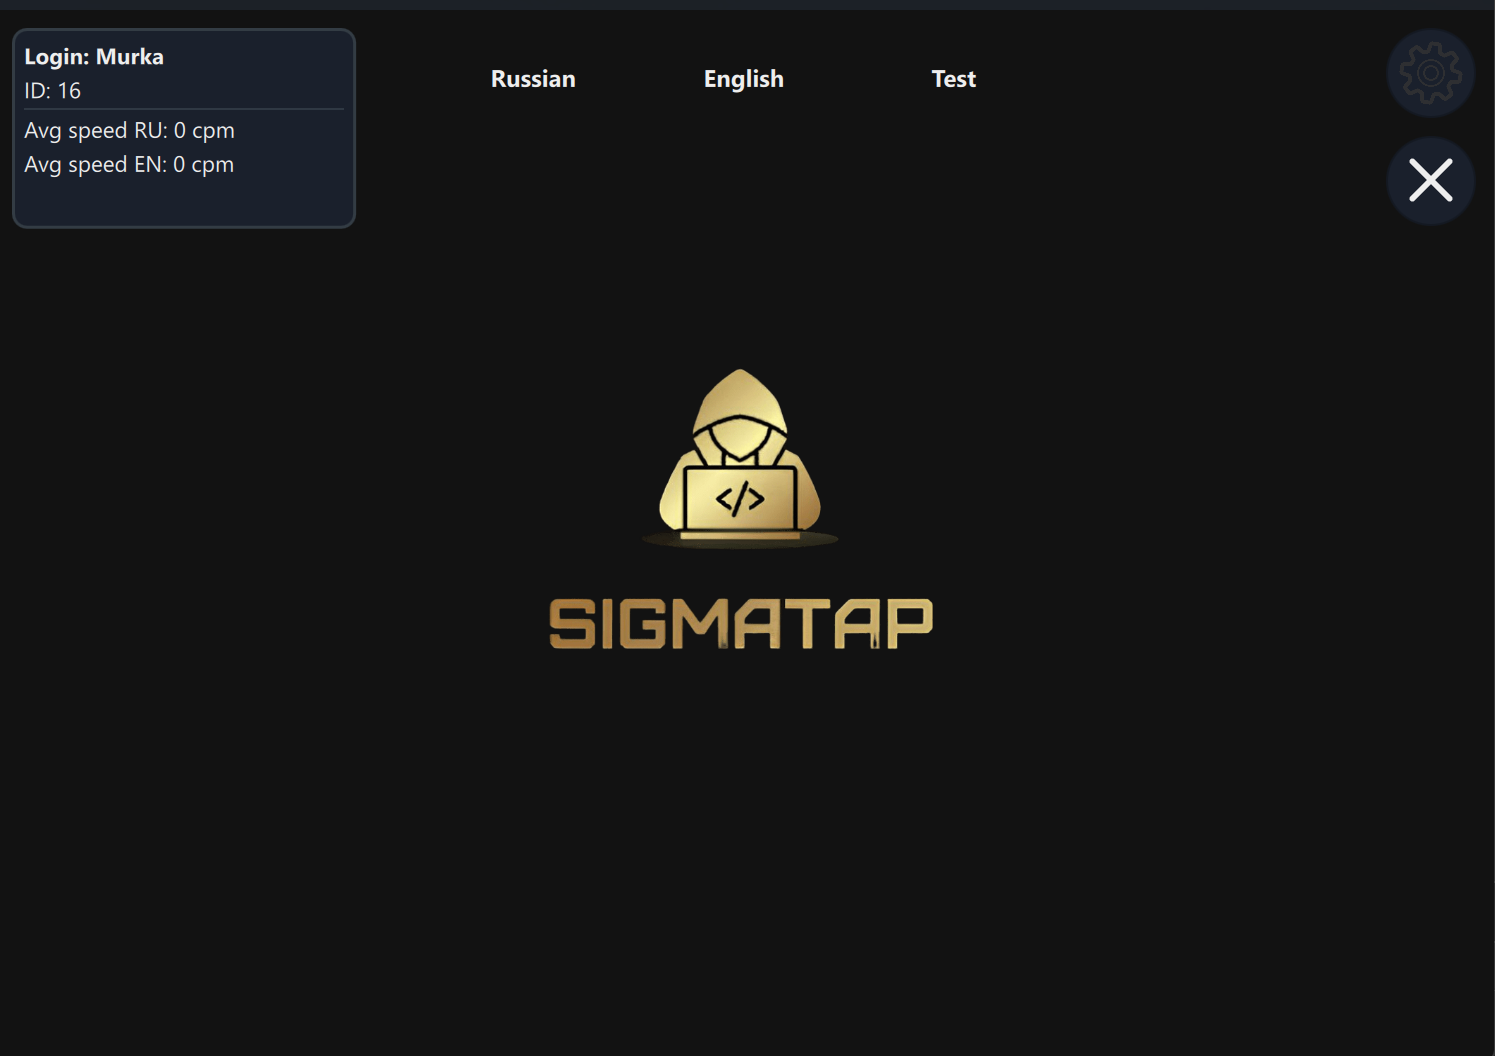 Login: Murka
ID: 16
Avg speed RU: 0 cpm
Avg speed EN: 0 cpm
Russian English Test
</>
SIGMATAP